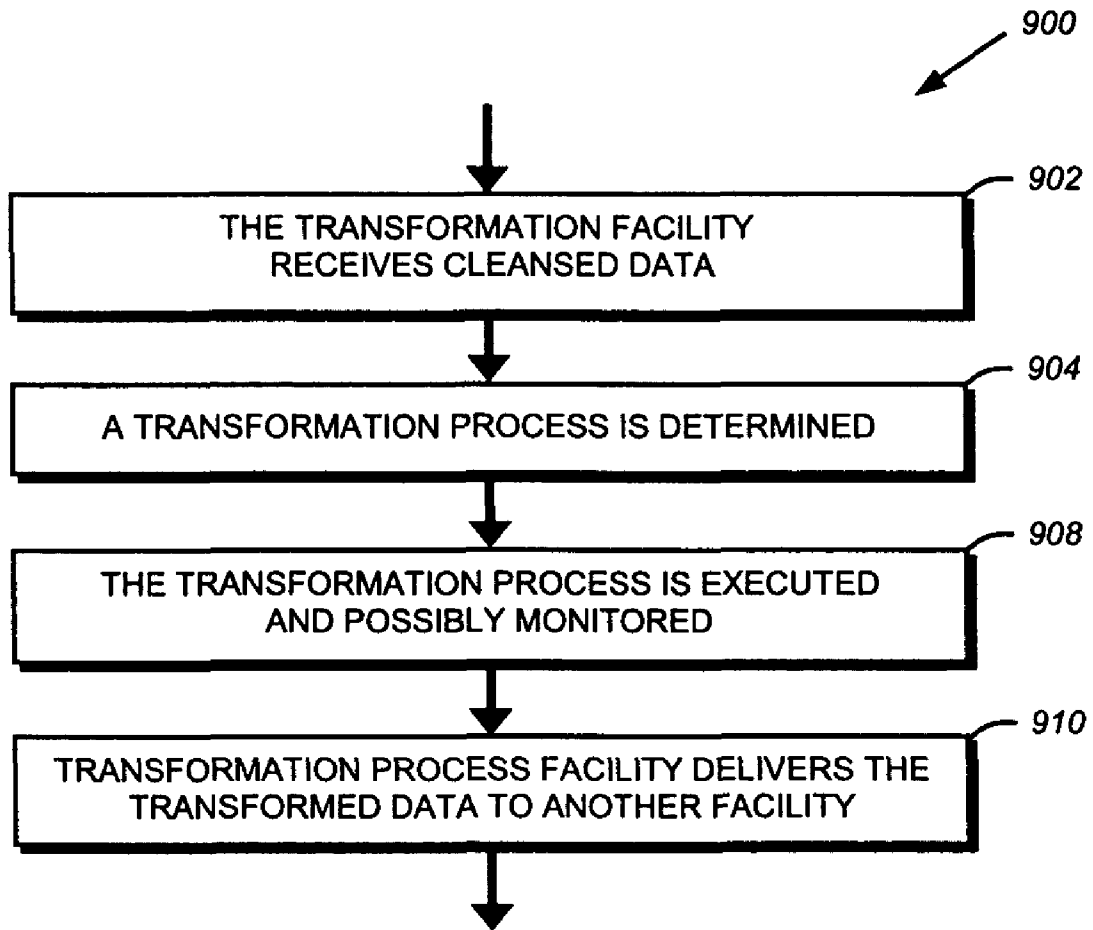 900
902
THE TRANSFORMATION FACILITY
RECEIVES CLEANSED DATA
904
A TRANSFORMATION PROCESS IS DETERMINED
908
THE TRANSFORMATION PROCESS IS EXECUTED
AND POSSIBLY MONITORED
910
TRANSFORMATION PROCESS FACILITY DELIVERS THE
TRANSFORMED DATA TO ANOTHER FACILITY